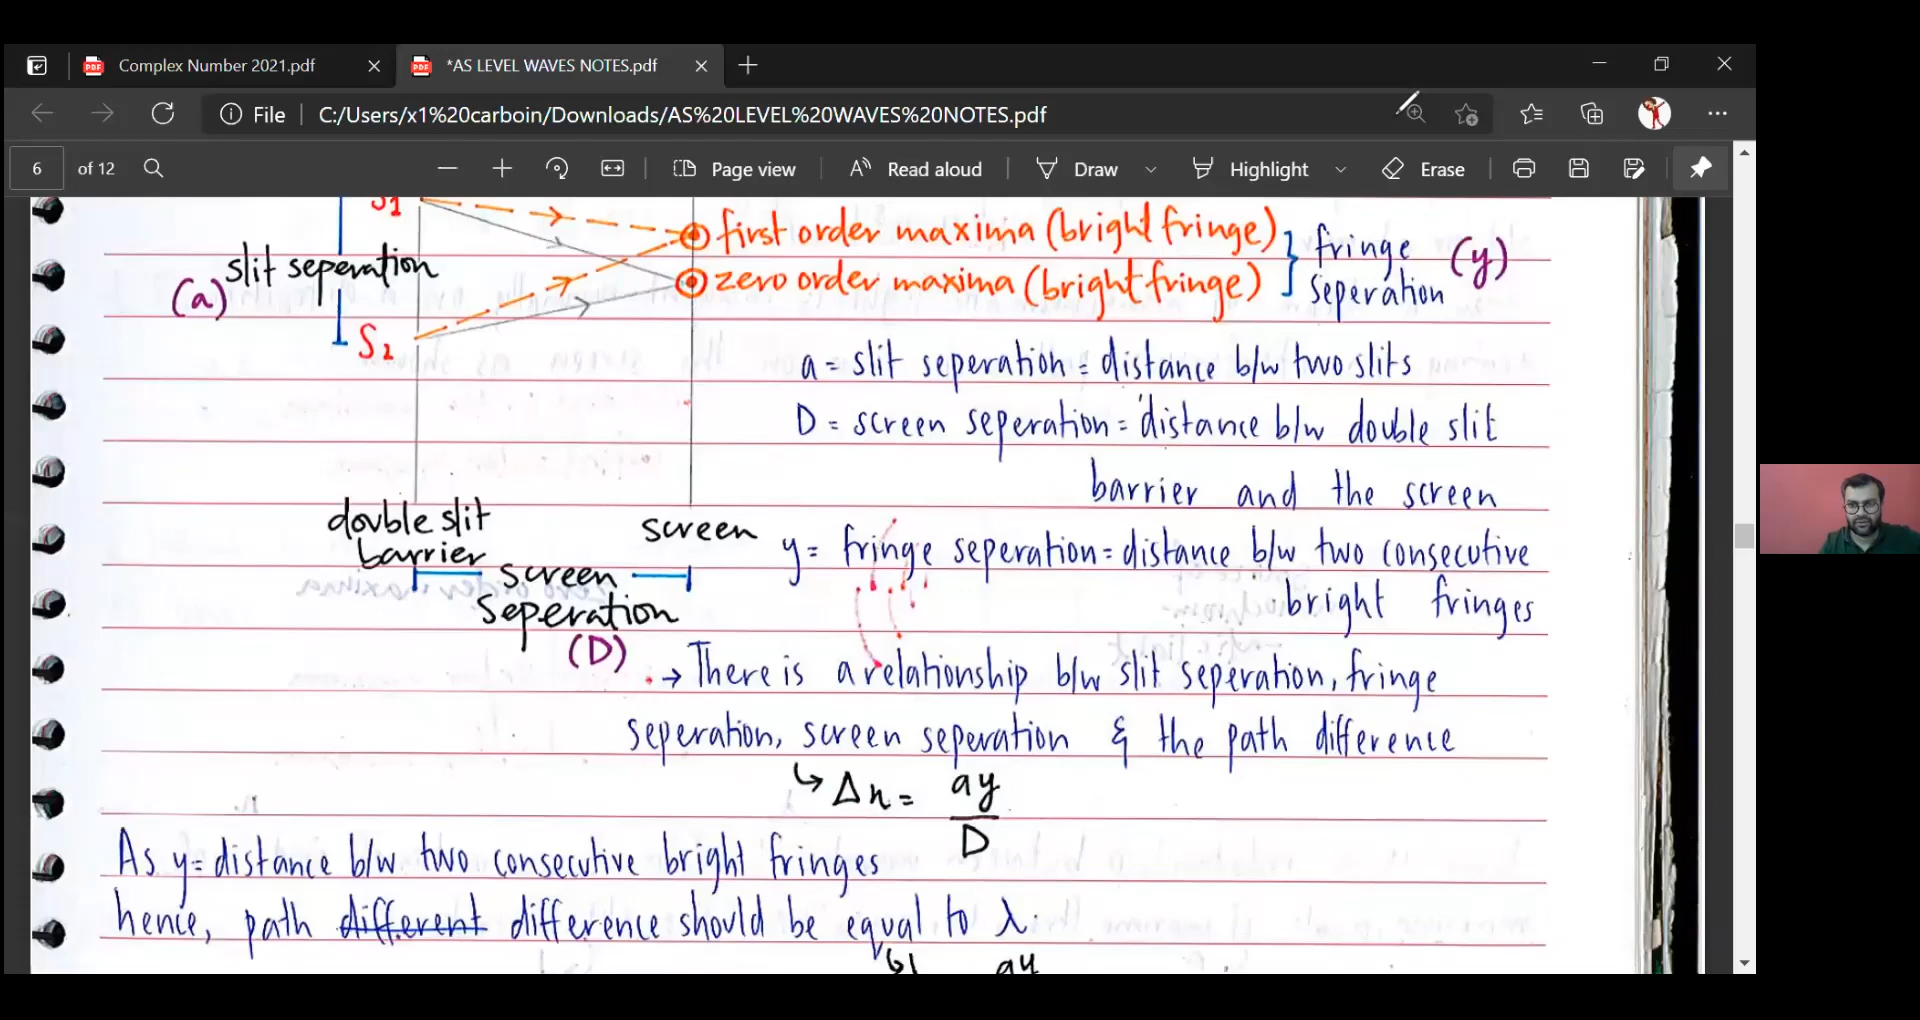 Complex Number 2021.pdf
*AS LEVEL WAVES NOTES.pdf
File
C:/Users/x1%20carboin/Downloads/AS%20LEVEL%20WAVES%20NOTES.pdf
6 of 12
Page view
Read aloud
Draw
Highlight
Erase
S1
first order maxima (bright fringe)
zero order maxima (bright fringe)
fringe
seperation
(y)
slit seperation
(a)
S2
a = slit seperation = distance b/w two slits
D = screen seperation = distance b/w double slit
barrier and the screen
double slit
barrier
screen
screen
seperation
(D)
y = fringe seperation = distance b/w two consecutive
bright fringes
→ There is a relationship b/w slit seperation, fringe
seperation, screen seperation & the path difference
↳ Δx = ay
D
As y = distance b/w two consecutive bright fringes
hence, path different difference should be equal to λ.
ay